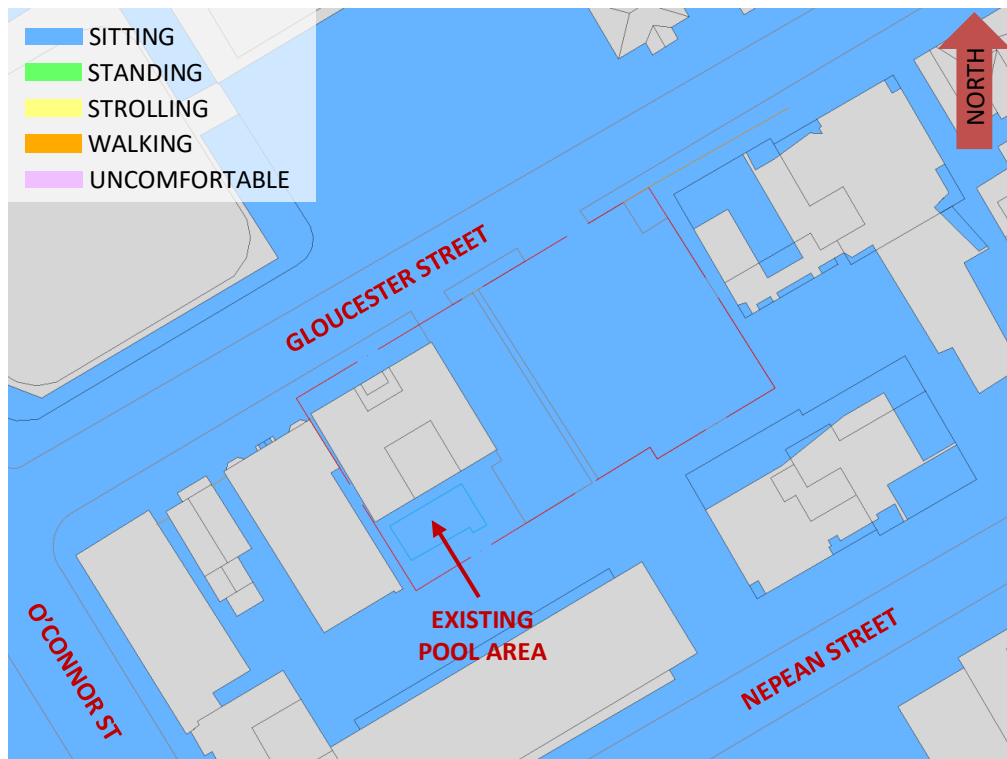 SITTING
STANDING
STROLLING
WALKING
UNCOMFORTABLE
NORTH
GLOUCESTER STREET
EXISTING
POOL AREA
O'CONNOR ST
NEPEAN STREET